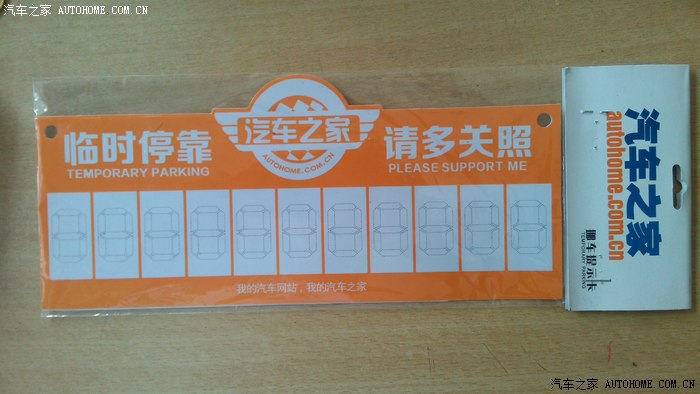 汽车之家 AUTOHOME.COM.CN
临时停靠
TEMPORARY PARKING
汽车之家
AUTOHOME.COM.CN
请多关照
PLEASE SUPPORT ME
我的汽车网站，我的汽车之家
汽车之家
autohome.com.cn
挪车提示卡
TEMPORARY PARKING
汽车之家 AUTOHOME.COM.CN